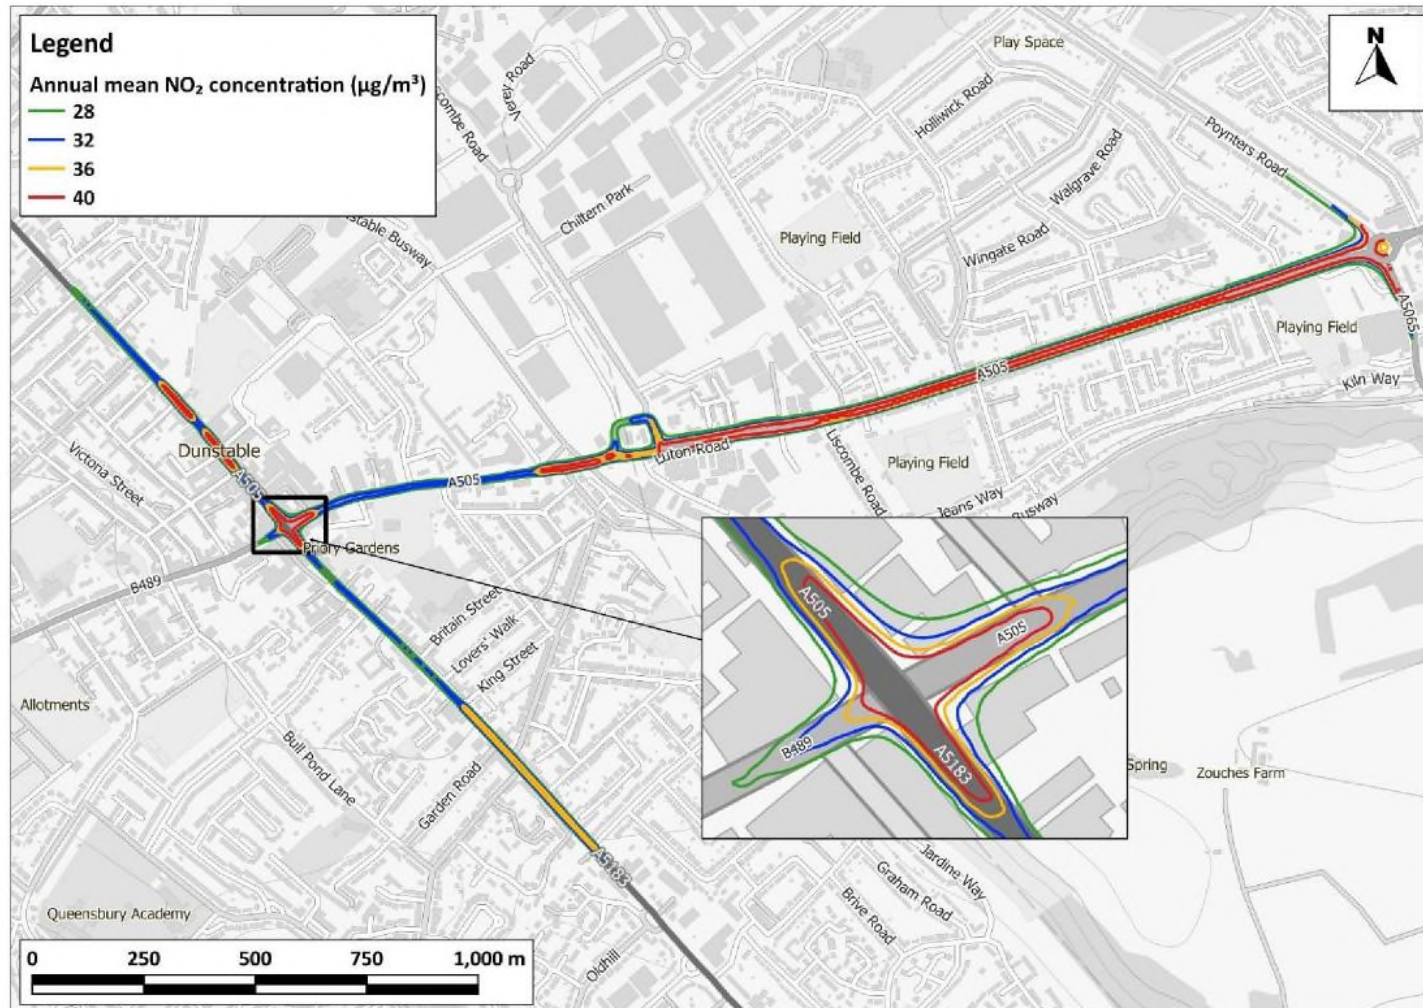 Legend
Annual mean NO₂ concentration (µg/m³)
28
32
36
40
N
Play Space
Verey Road
Holliwick Road
Poynters Road
Walgrave Road
Chiltern Park
Playing Field
Wingate Road
Playing Field
A5065
A505
Kiln Way
Dunstable
Victoria Street
A505
A505
Luton Road
Liscombe Road
Playing Field
Jeans Way
Busway
Priory Gardens
B489
Britain Street
Lovers' Walk
King Street
A505
A505
B489
A5183
Allotments
Bull Pond Lane
Garden Road
Spring
Zouches Farm
A5183
Jardine Way
Graham Road
Brive Road
Queensbury Academy
Oldhill
0 250 500 750 1,000 m